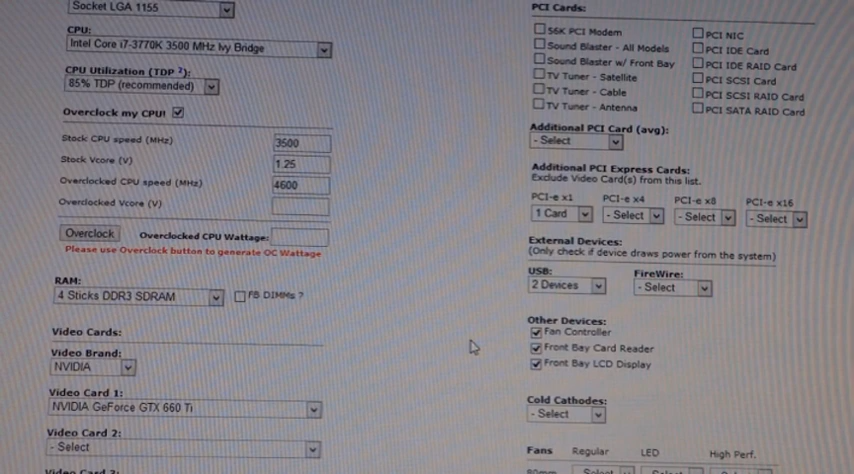 Socket LGA 1155
CPU:
Intel Core i7-3770K 3500 MHz Ivy Bridge
CPU Utilization (TDP ²):
85% TDP (recommended)
Overclock my CPU!
Stock CPU speed (MHz)
3500
Stock Vcore (V)
1.25
Overclocked CPU speed (MHz)
4600
Overclocked Vcore (V)
Overclock
Overclocked CPU Wattage:
Please use Overclock button to generate OC Wattage
RAM:
4 Sticks DDR3 SDRAM
FB DIMMs ?
Video Cards:
Video Brand:
NVIDIA
Video Card 1:
NVIDIA GeForce GTX 660 Ti
Video Card 2:
- Select
Video Card 3:
PCI Cards:
56K PCI Modem
Sound Blaster - All Models
Sound Blaster w/ Front Bay
TV Tuner - Satellite
TV Tuner - Cable
TV Tuner - Antenna
PCI NIC
PCI IDE Card
PCI IDE RAID Card
PCI SCSI Card
PCI SCSI RAID Card
PCI SATA RAID Card
Additional PCI Card (avg):
- Select
Additional PCI Express Cards:
Exclude Video Card(s) from this list.
PCI-e x1 PCI-e x4 PCI-e x8 PCI-e x16
1 Card - Select - Select - Select
External Devices:
(Only check if device draws power from the system)
USB: FireWire:
2 Devices - Select
Other Devices:
Fan Controller
Front Bay Card Reader
Front Bay LCD Display
Cold Cathodes:
- Select
Fans Regular LED High Perf.